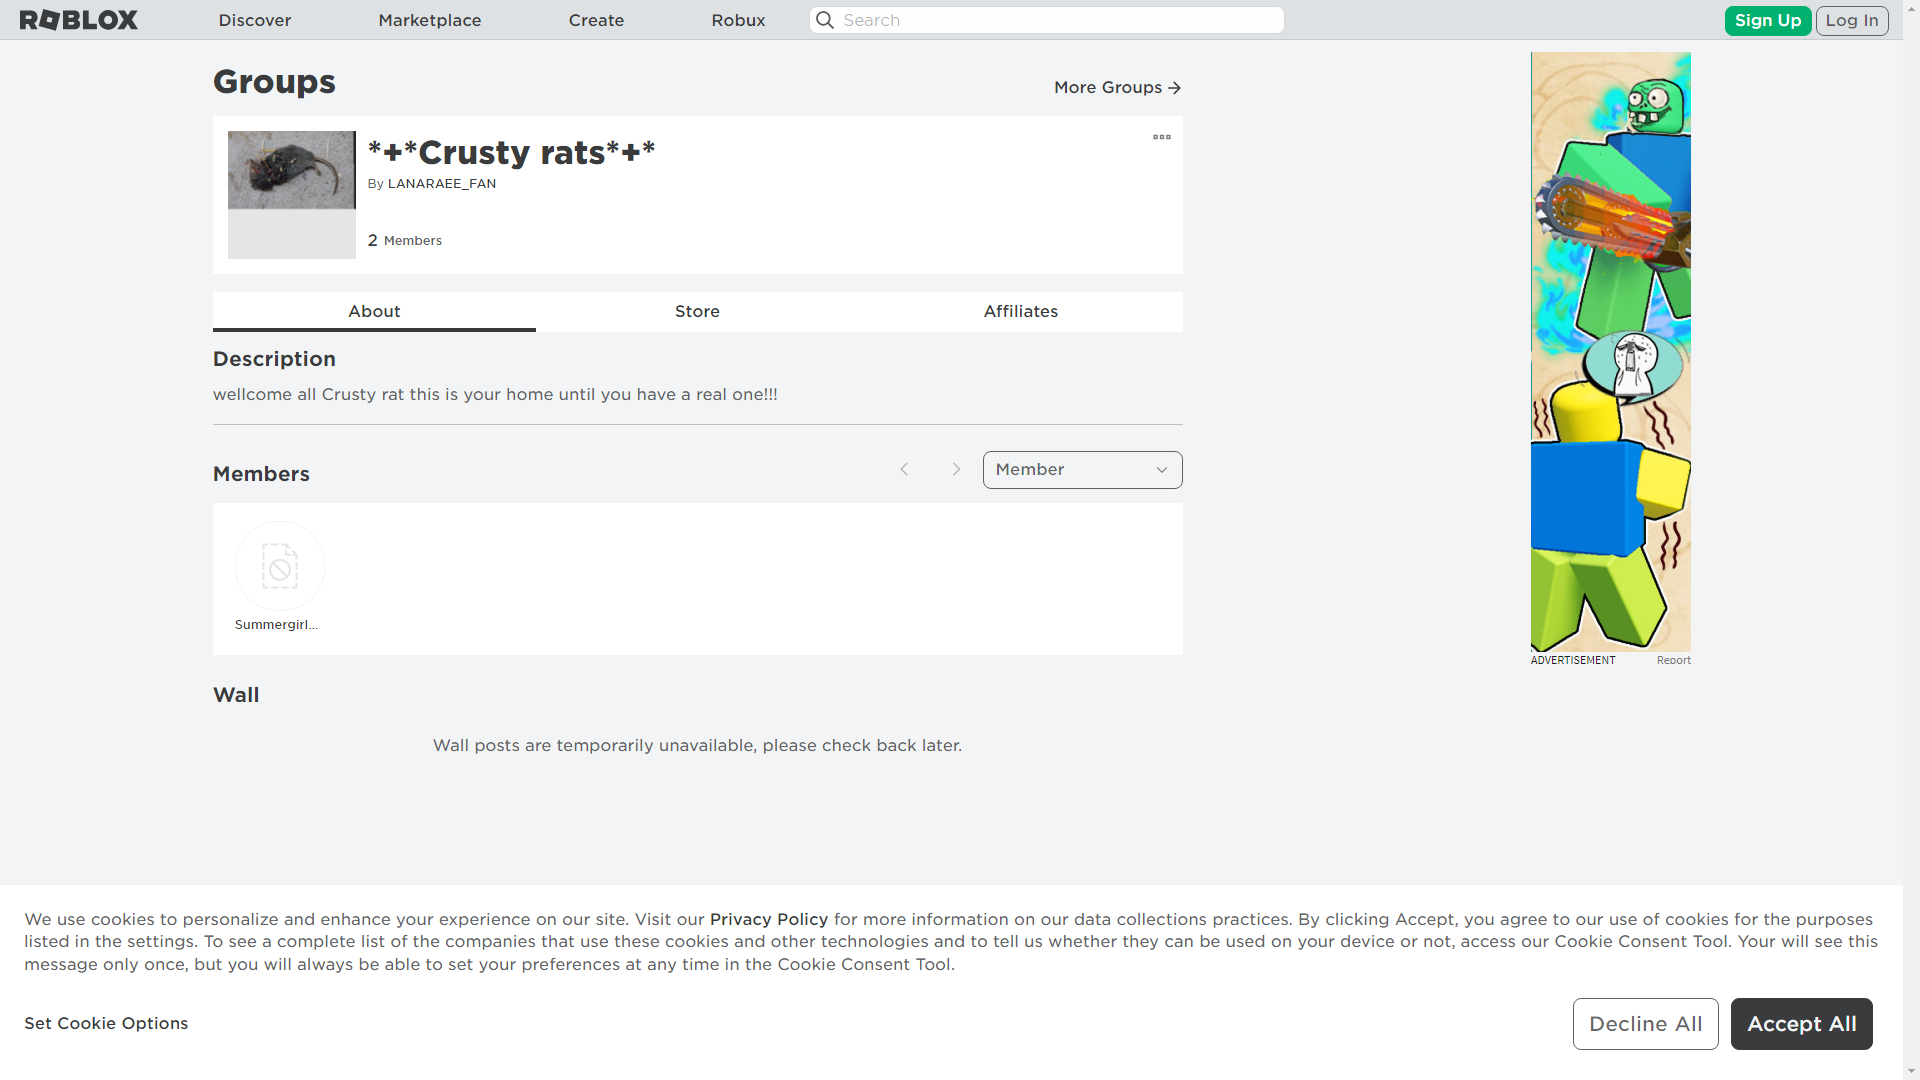 ROBLOX Discover Marketplace Create Robux Search Sign Up Log In
Groups
More Groups
*+*Crusty rats*+*
By LANARAEE_FAN
2 Members
About Store Affiliates
Description
wellcome all Crusty rat this is your home until you have a real one!!!
Members
Member
Summergirl...
Wall
Wall posts are temporarily unavailable, please check back later.
ADVERTISEMENT Report
We use cookies to personalize and enhance your experience on our site. Visit our Privacy Policy for more information on our data collections practices. By clicking Accept, you agree to our use of cookies for the purposes
listed in the settings. To see a complete list of the companies that use these cookies and other technologies and to tell us whether they can be used on your device or not, access our Cookie Consent Tool. Your will see this
message only once, but you will always be able to set your preferences at any time in the Cookie Consent Tool.
Set Cookie Options
Decline All
Accept All